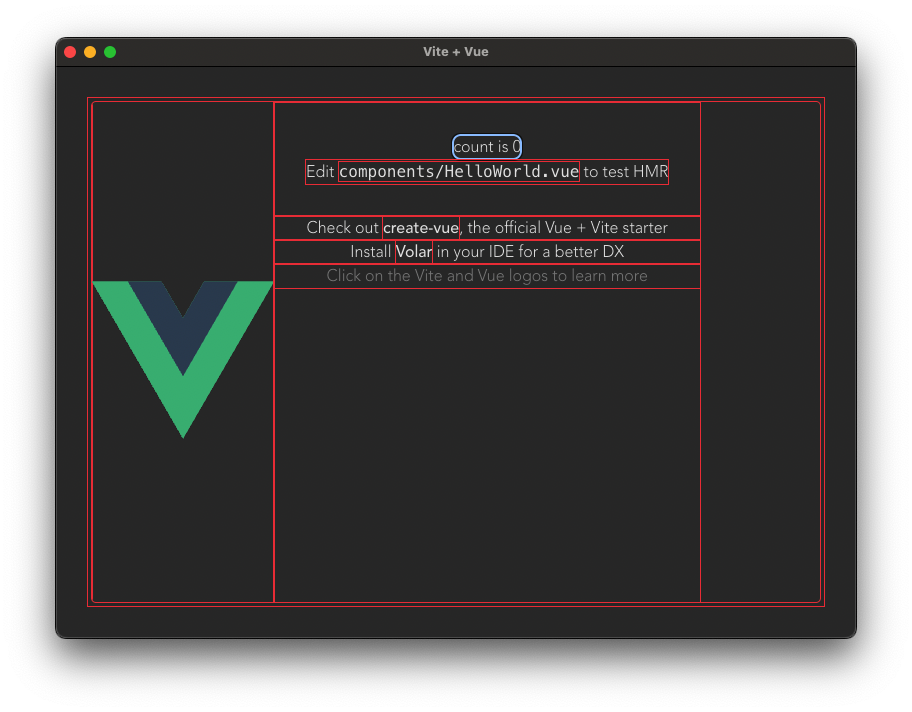 Vite + Vue
count is 0
Edit components/HelloWorld.vue to test HMR
Check out create-vue, the official Vue + Vite starter
Install Volar in your IDE for a better DX
Click on the Vite and Vue logos to learn more